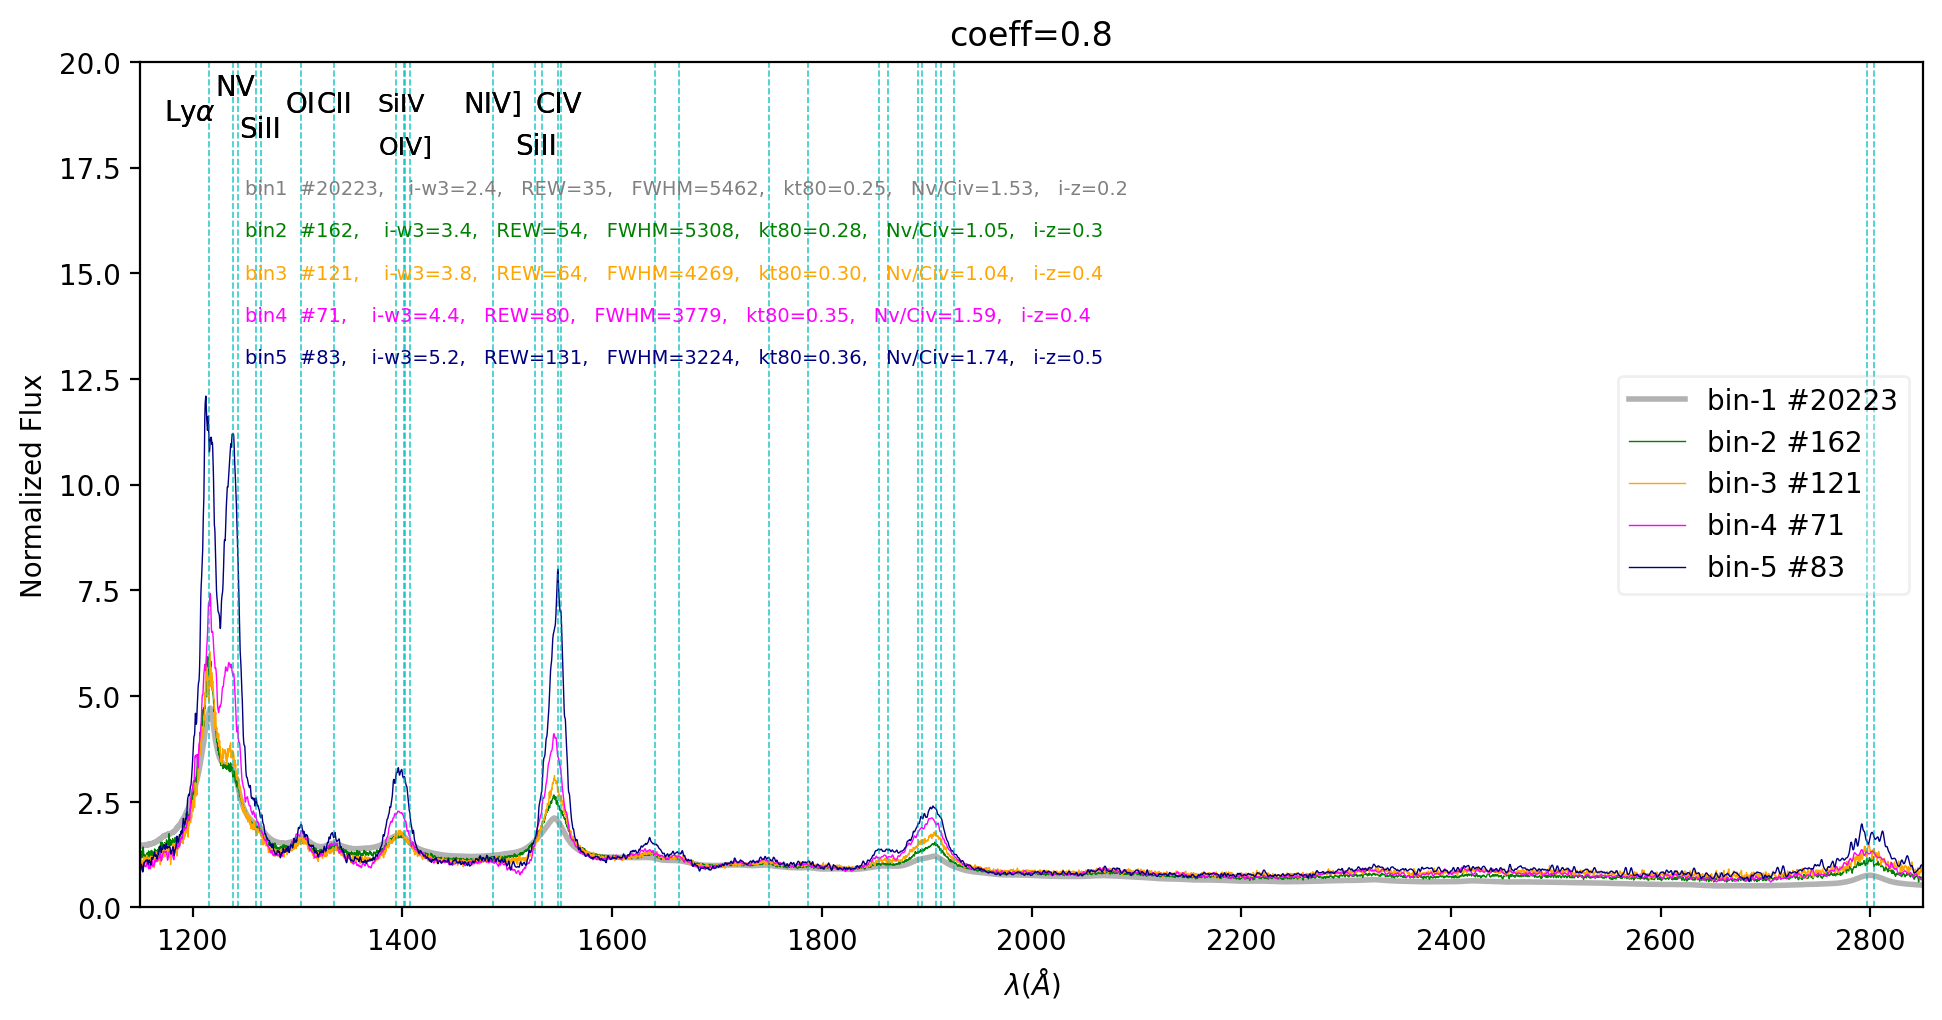 coeff=0.8
20.0
17.5
15.0
12.5
10.0
7.5
5.0
2.5
0.0
Normalized Flux
NV
Lyα
SiII
OI CII
SiIV
OIV]
NIV]
CIV
SiII
bin1 #20223, i-w3=2.4, REW=35, FWHM=5462, kt80=0.25, Nv/Civ=1.53, i-z=0.2
bin2 #162, i-w3=3.4, REW=54, FWHM=5308, kt80=0.28, Nv/Civ=1.05, i-z=0.3
bin3 #121, i-w3=3.8, REW=64, FWHM=4269, kt80=0.30, Nv/Civ=1.04, i-z=0.4
bin4 #71, i-w3=4.4, REW=80, FWHM=3779, kt80=0.35, Nv/Civ=1.59, i-z=0.4
bin5 #83, i-w3=5.2, REW=131, FWHM=3224, kt80=0.36, Nv/Civ=1.74, i-z=0.5
bin-1 #20223
bin-2 #162
bin-3 #121
bin-4 #71
bin-5 #83
1200 1400 1600 1800 2000 2200 2400 2600 2800
λ(Å)